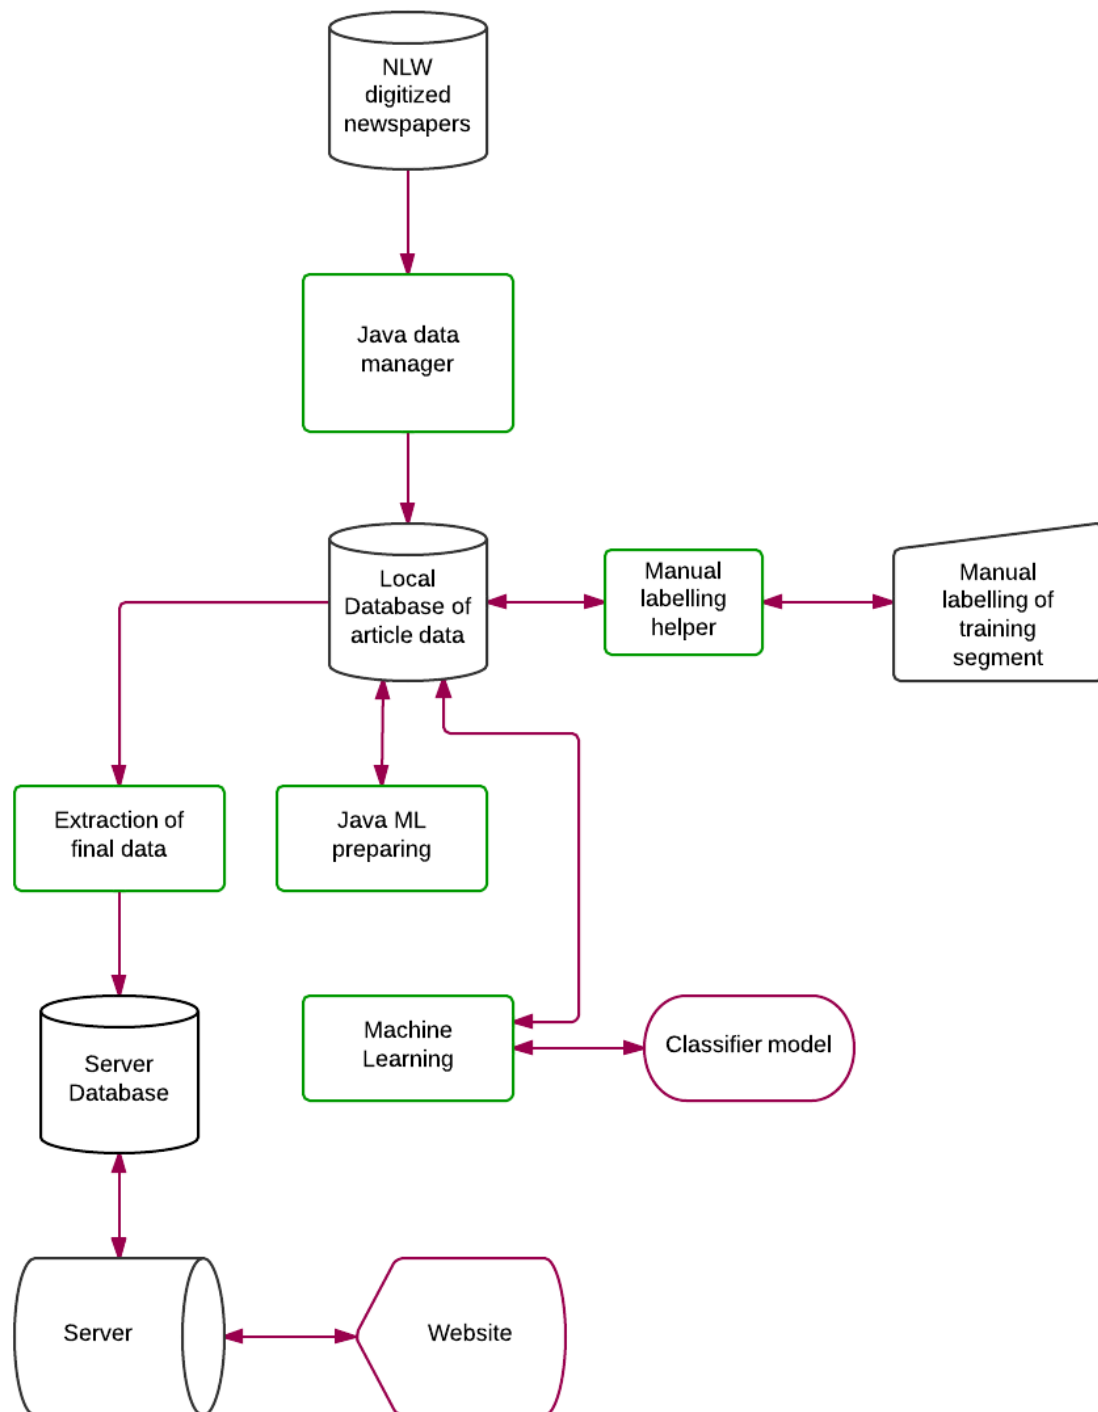 NLW
digitized
newspapers
Java data
manager
Local
Database of
article data
Manual
labelling
helper
Manual
labelling of
training
segment
Extraction of
final data
Java ML
preparing
Machine
Learning
Classifier model
Server
Database
Server
Website